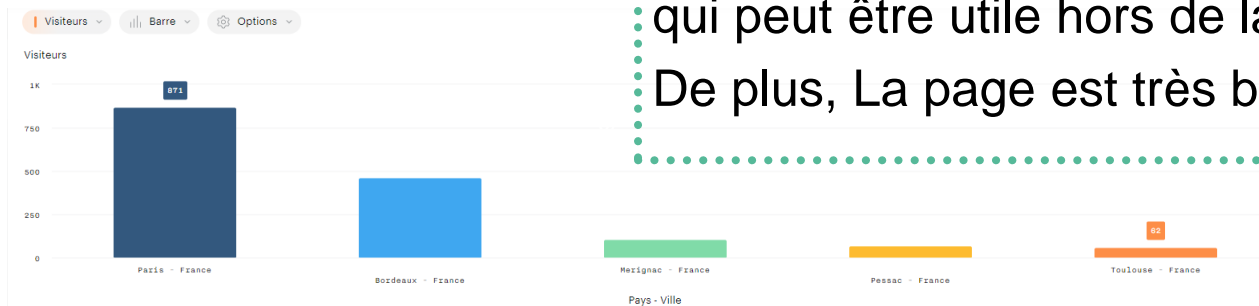 Visiteurs Barre Options
qui peut être utile hors de la
De plus, La page est très b
Visiteurs
1K
871
750
500
250
62
0
Paris - France
Bordeaux - France
Merignac - France
Pessac - France
Toulouse - France
Pays - Ville